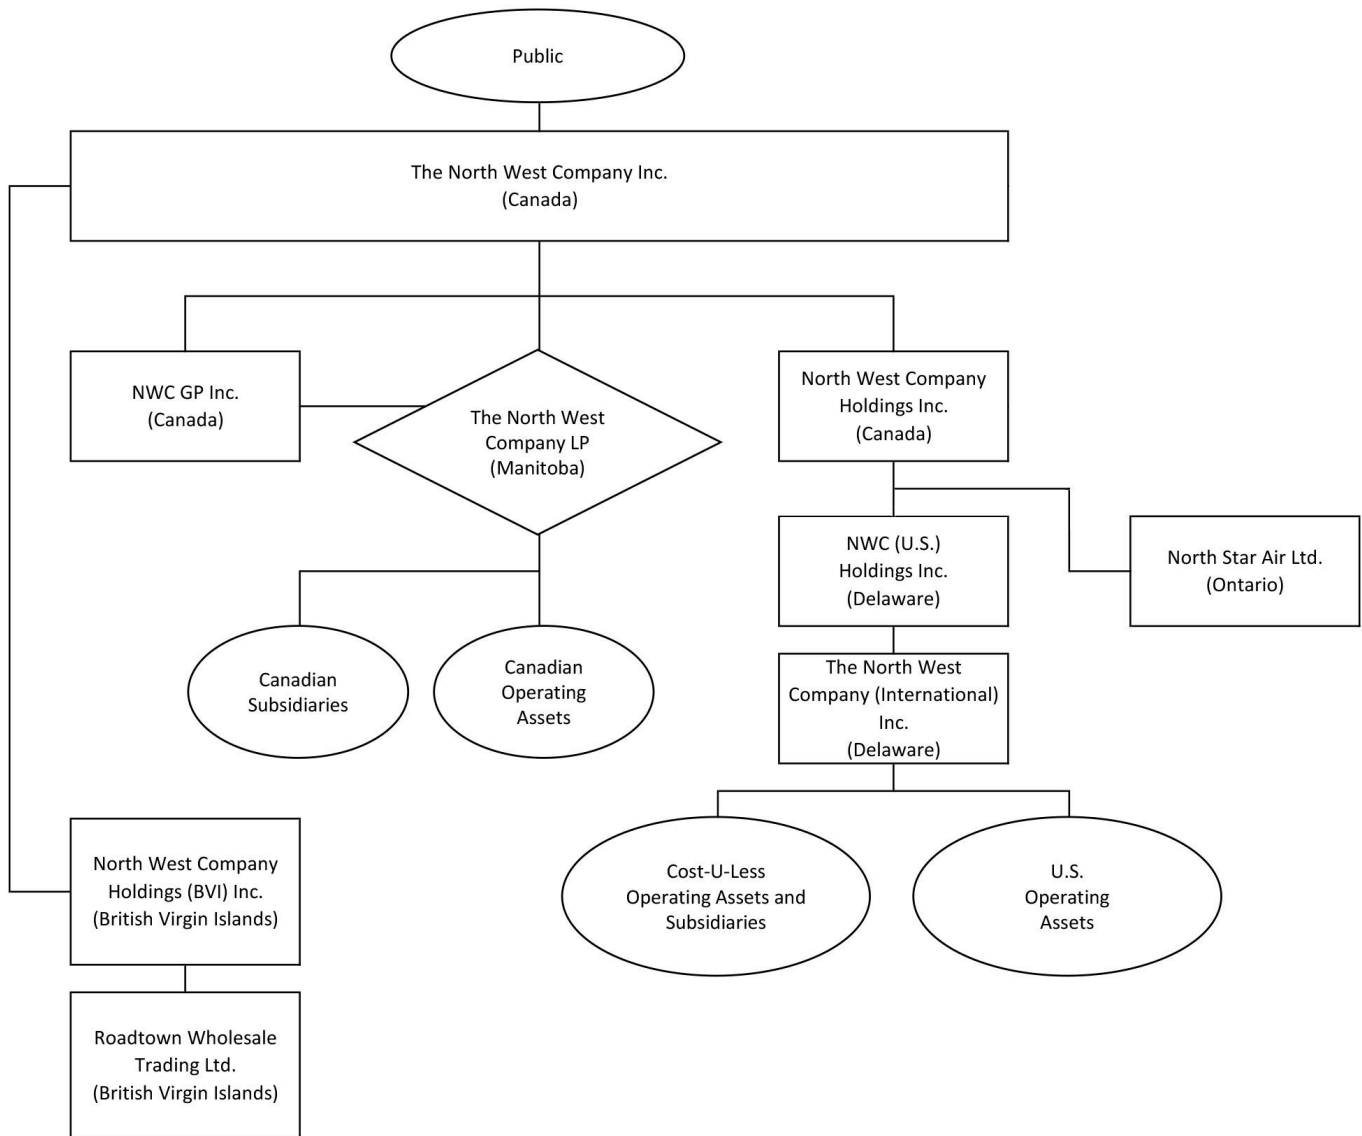 Public
The North West Company Inc.
(Canada)
NWC GP Inc.
(Canada)
The North West
Company LP
(Manitoba)
North West Company
Holdings Inc.
(Canada)
NWC (U.S.)
Holdings Inc.
(Delaware)
North Star Air Ltd.
(Ontario)
Canadian
Subsidiaries
Canadian
Operating
Assets
The North West
Company (International)
Inc.
(Delaware)
North West Company
Holdings (BVI) Inc.
(British Virgin Islands)
Cost-U-Less
Operating Assets and
Subsidiaries
U.S.
Operating
Assets
Roadtown Wholesale
Trading Ltd.
(British Virgin Islands)